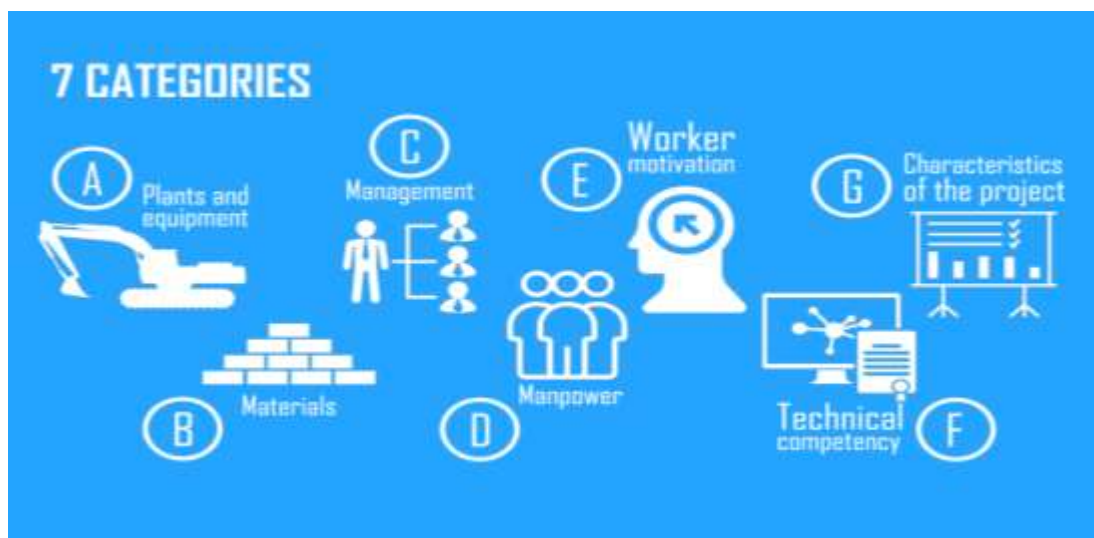 7 CATEGORIES
A
Plants and
equipment
B
Materials
C
Management
D
Manpower
E
Worker
motivation
F
Technical
competency
G
Characteristics
of the project